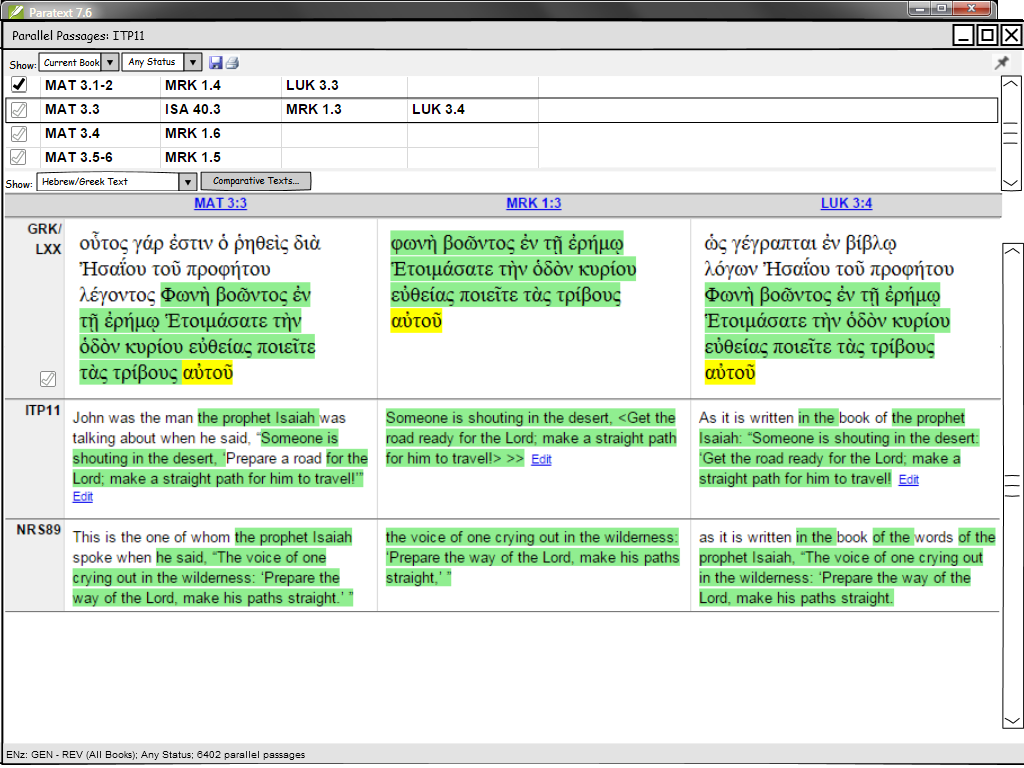 Paratext 7.6
Parallel Passages: ITP11
Show: Current Book Any Status
MAT 3.1-2 MRK 1.4 LUK 3.3
MAT 3.3 ISA 40.3 MRK 1.3 LUK 3.4
MAT 3.4 MRK 1.6
MAT 3.5-6 MRK 1.5
Show: Hebrew/Greek Text Comparative Texts...
MAT 3:3 MRK 1:3 LUK 3:4
GRK/
LXX
οὗτος γάρ ἐστιν ὁ ῥηθεὶς διὰ
Ἠσαΐου τοῦ προφήτου
λέγοντος Φωνὴ βοῶντος ἐν
τῇ ἐρήμῳ Ἑτοιμάσατε τὴν
ὁδὸν κυρίου εὐθείας ποιεῖτε
τὰς τρίβους αὐτοῦ
φωνὴ βοῶντος ἐν τῇ ἐρήμῳ
Ἑτοιμάσατε τὴν ὁδὸν κυρίου
εὐθείας ποιεῖτε τὰς τρίβους
αὐτοῦ
ὡς γέγραπται ἐν βίβλῳ
λόγων Ἠσαΐου τοῦ προφήτου
Φωνὴ βοῶντος ἐν τῇ ἐρήμῳ
Ἑτοιμάσατε τὴν ὁδὸν κυρίου
εὐθείας ποιεῖτε τὰς τρίβους
αὐτοῦ
ITP11
John was the man the prophet Isaiah was
talking about when he said, “Someone is
shouting in the desert, ‘Prepare a road for the
Lord; make a straight path for him to travel!’”
Edit
Someone is shouting in the desert, <Get the
road ready for the Lord; make a straight path
for him to travel!> >> Edit
As it is written in the book of the prophet
Isaiah: “Someone is shouting in the desert:
‘Get the road ready for the Lord; make a
straight path for him to travel! Edit
NRS89
This is the one of whom the prophet Isaiah
spoke when he said, “The voice of one
crying out in the wilderness: ‘Prepare the
way of the Lord, make his paths straight.’ ”
the voice of one crying out in the wilderness:
‘Prepare the way of the Lord, make his paths
straight,’ ”
as it is written in the book of the words of the
prophet Isaiah, “The voice of one crying out
in the wilderness: ‘Prepare the way of the
Lord, make his paths straight.
ENz: GEN - REV (All Books); Any Status; 6402 parallel passages